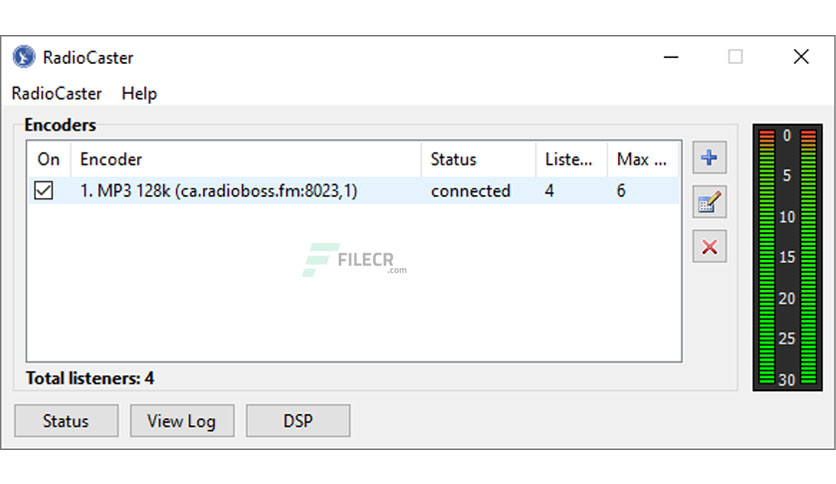 RadioCaster
RadioCaster Help
Encoders
On Encoder Status Liste... Max ...
1. MP3 128k (ca.radioboss.fm:8023,1) connected 4 6
FILECR
.com
Total listeners: 4
Status View Log DSP
0
5
10
15
20
25
30